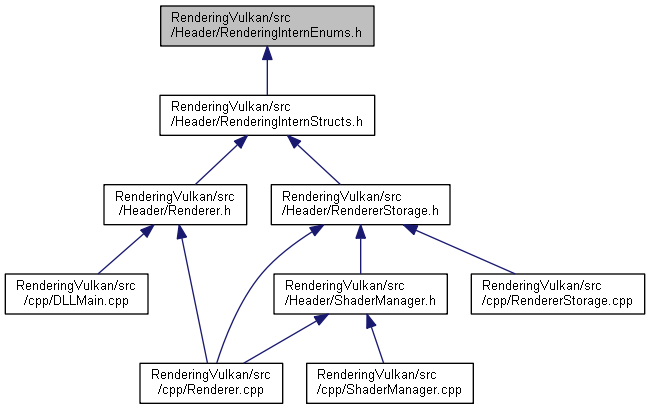 RenderingVulkan/src
/Header/RenderingInternEnums.h
RenderingVulkan/src
/Header/RenderingInternStructs.h
RenderingVulkan/src
/Header/Renderer.h
RenderingVulkan/src
/Header/RendererStorage.h
RenderingVulkan/src
/cpp/DLLMain.cpp
RenderingVulkan/src
/Header/ShaderManager.h
RenderingVulkan/src
/cpp/RendererStorage.cpp
RenderingVulkan/src
/cpp/Renderer.cpp
RenderingVulkan/src
/cpp/ShaderManager.cpp